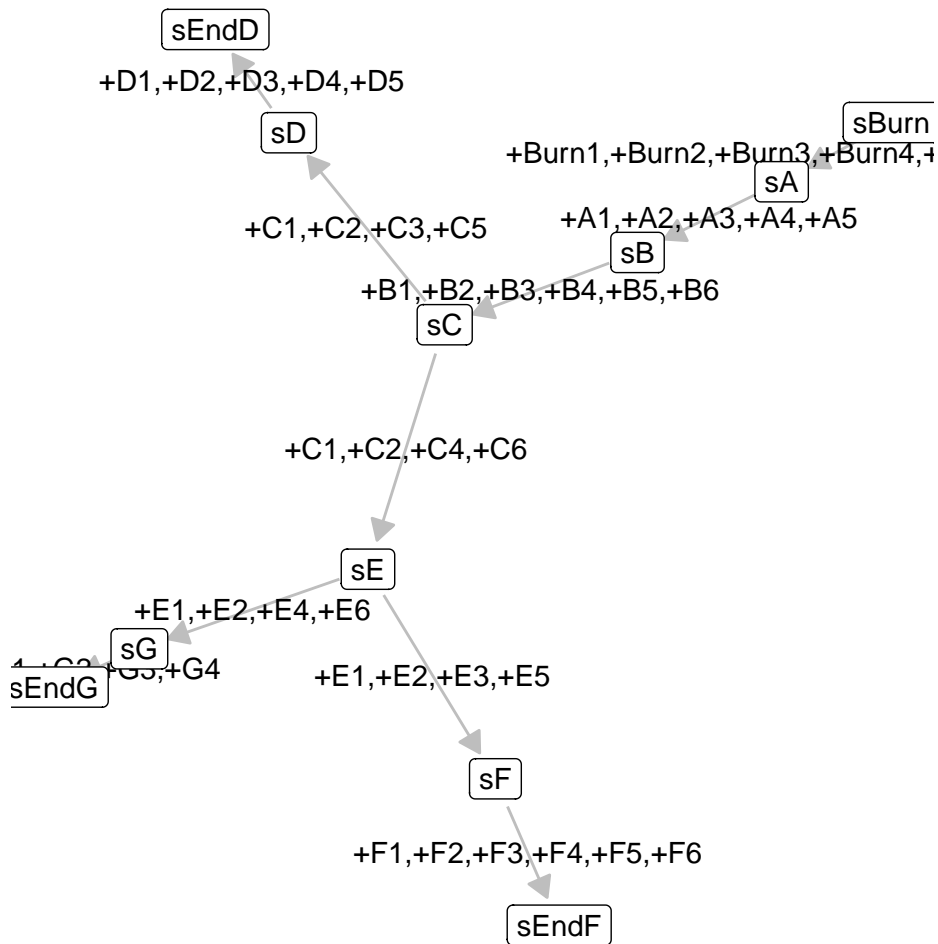 sEndD
+D1,+D2,+D3,+D4,+D5
sBurn
sD
+Burn1,+Burn2,+Burn3,+Burn4,+
sA
+C1,+C2,+C3,+C5
+A1,+A2,+A3,+A4,+A5
sB
+B1,+B2,+B3,+B4,+B5,+B6
sC
+C1,+C2,+C4,+C6
sE
+E1,+E2,+E4,+E6
sG
+G3,+G4
+E1,+E2,+E3,+E5
sEndG
sF
+F1,+F2,+F3,+F4,+F5,+F6
sEndF